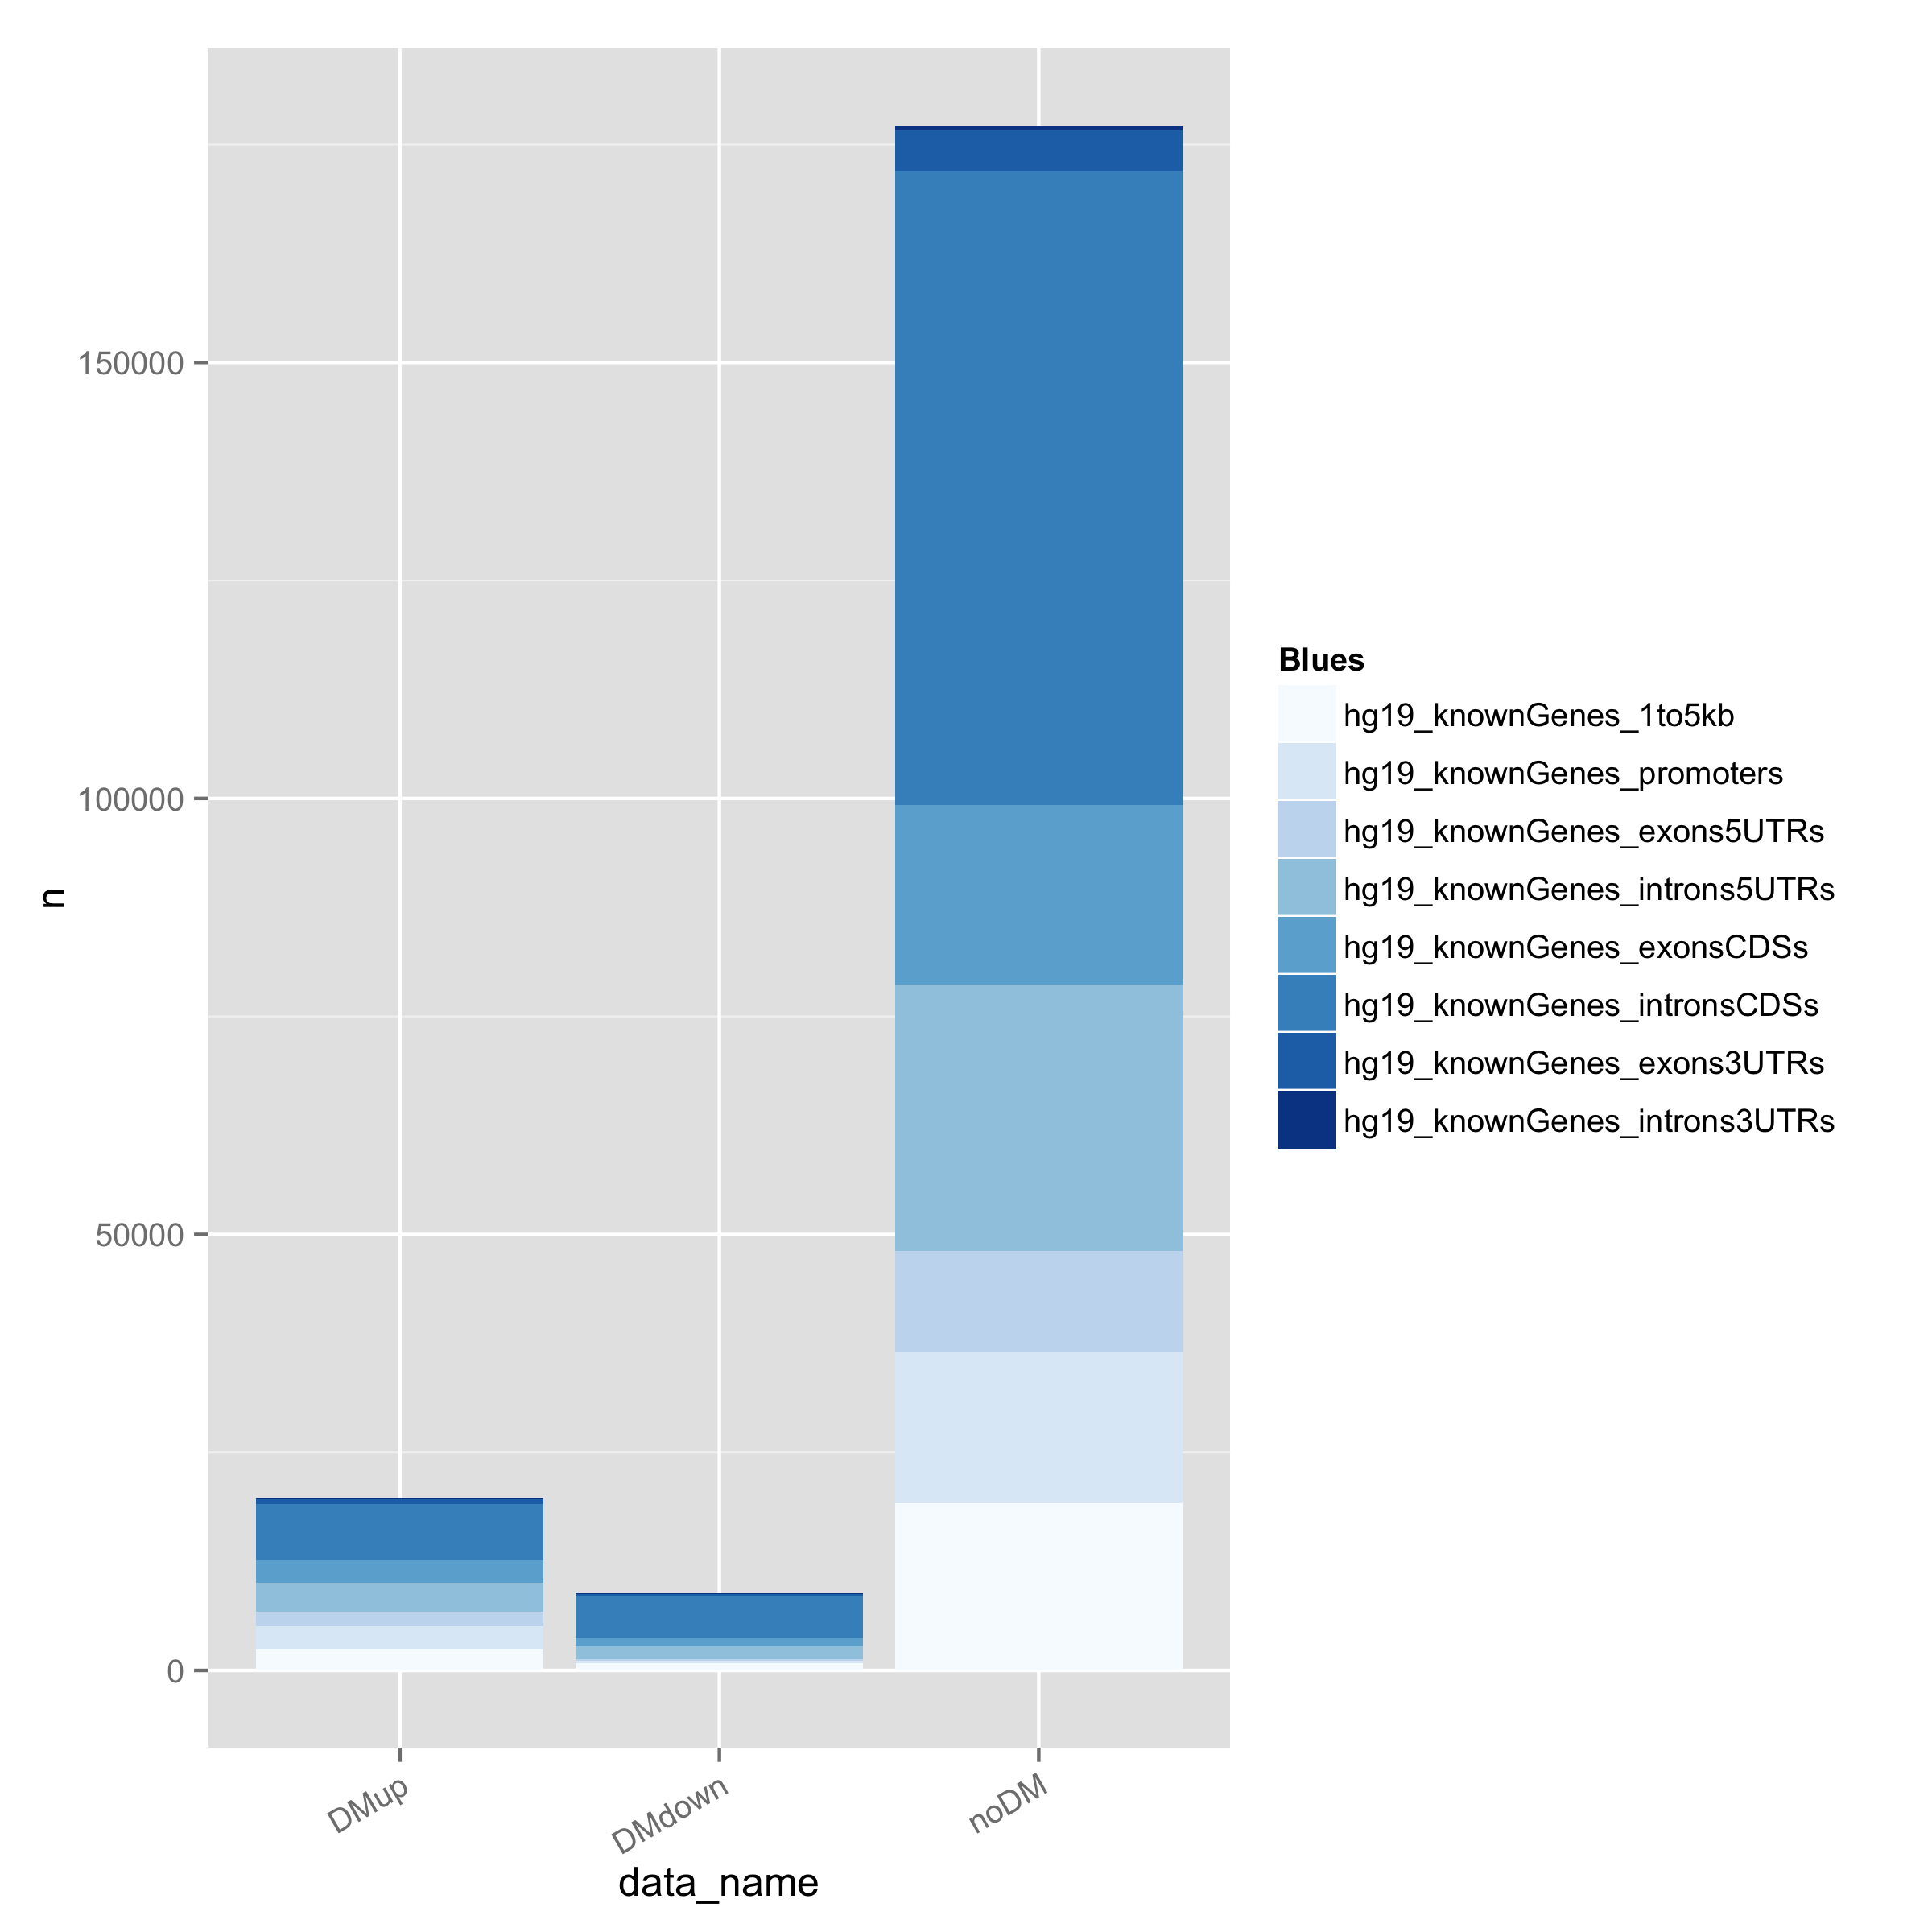 150000
100000
50000
0
n
DMup
DMdown
noDM
data_name
Blues
hg19_knownGenes_1to5kb
hg19_knownGenes_promoters
hg19_knownGenes_exons5UTRs
hg19_knownGenes_introns5UTRs
hg19_knownGenes_exonsCDSs
hg19_knownGenes_intronsCDSs
hg19_knownGenes_exons3UTRs
hg19_knownGenes_introns3UTRs